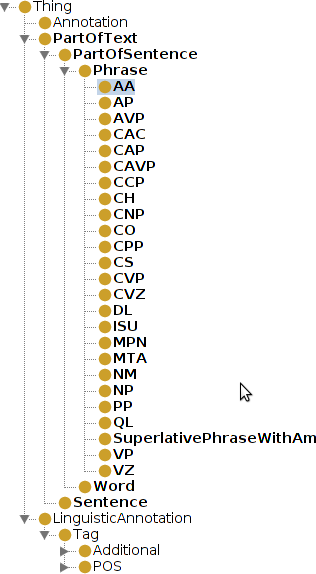 Thing
Annotation
PartOfText
PartOfSentence
Phrase
AA
AP
AVP
CAC
CAP
CAVP
CCP
CH
CNP
CO
CPP
CS
CVP
CVZ
DL
ISU
MPN
MTA
NM
NP
PP
QL
SuperlativePhraseWithAm
VP
VZ
Word
Sentence
LinguisticAnnotation
Tag
Additional
POS